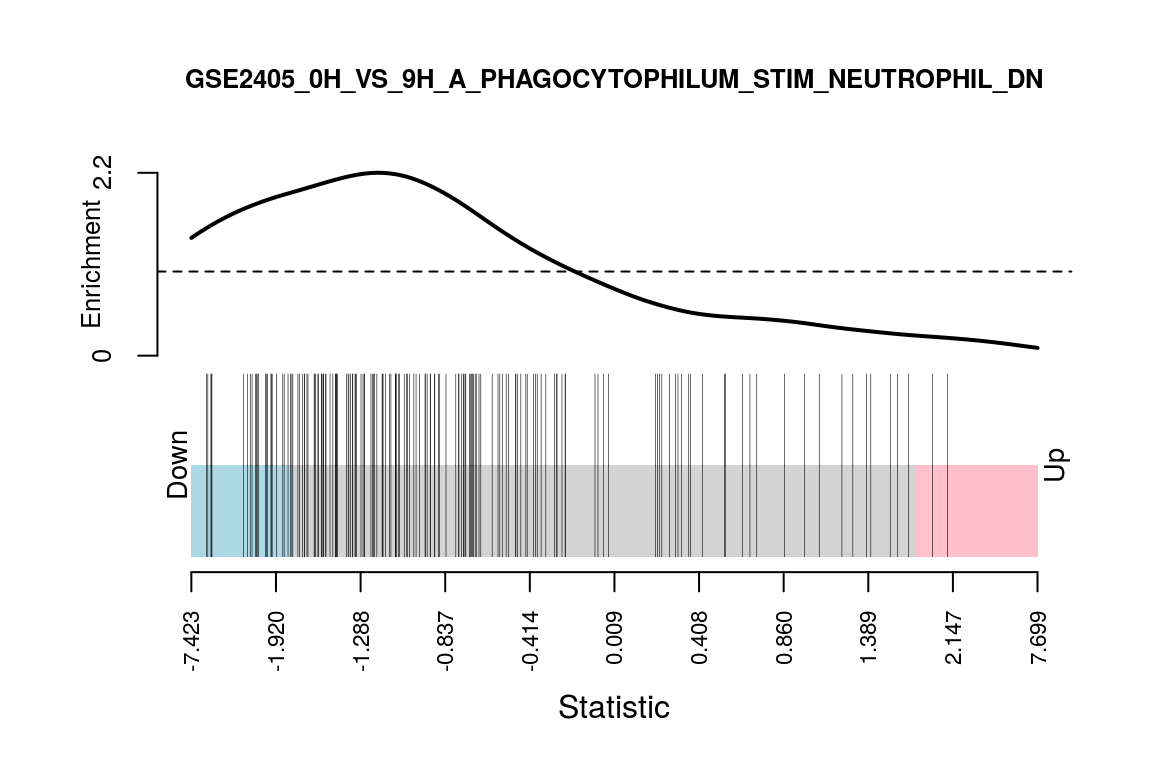 GSE2405_0H_VS_9H_A_PHAGOCYTOPHILUM_STIM_NEUTROPHIL_DN
Enrichment
2.2
0
Down
Up
-7.423
-1.920
-1.288
-0.837
-0.414
0.009
0.408
0.860
1.389
2.147
7.699
Statistic